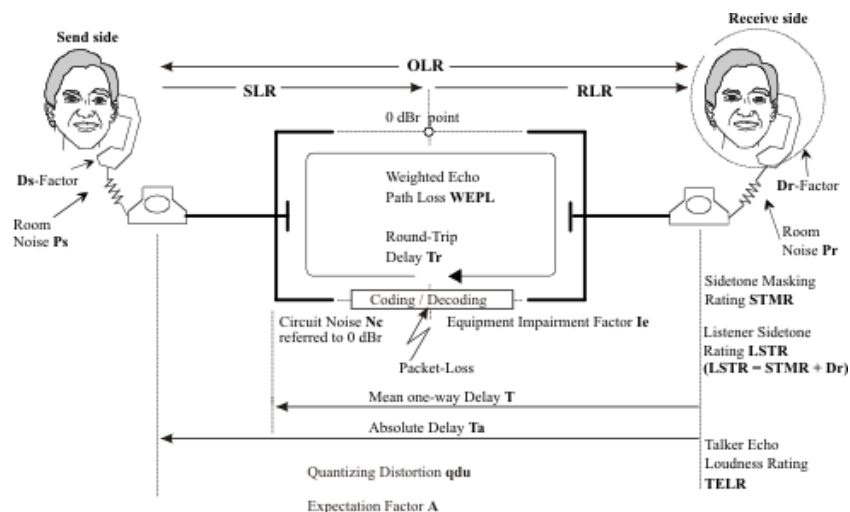 Receive side
Send side
OLR
SLR
RLR
0 dBr point
Ds-Factor
Weighted Echo
Path Loss WEPL
Dr-Factor
Room
Noise Ps
Round-Trip
Delay Tr
Room
Noise Pr
Coding / Decoding
Sidetone Masking
Rating STMR
Circuit Noise Nc
referred to 0 dBr
Equipment Impairment Factor Ie
Packet-Loss
Listener Sidetone
Rating LSTR
(LSTR = STMR + Dr)
Mean one-way Delay T
Absolute Delay Ta
Talker Echo
Loudness Rating
TELR
Quantizing Distortion qdu
Expectation Factor A